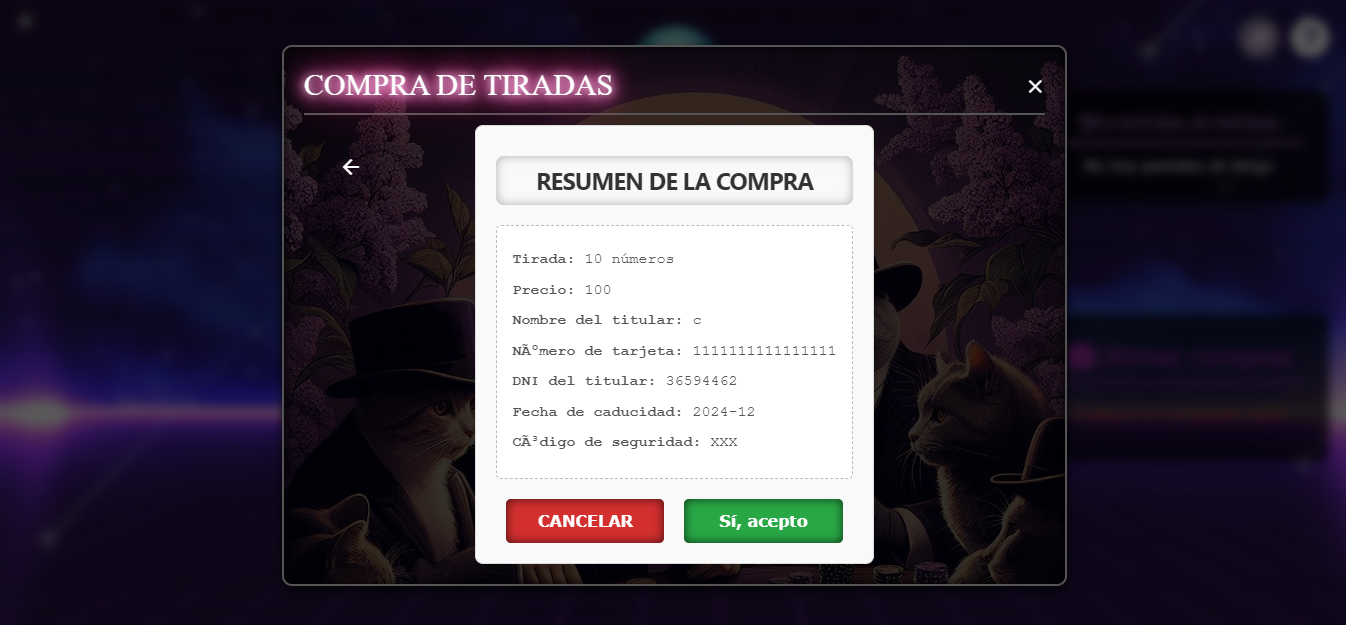 COMPRA DE TIRADAS
RESUMEN DE LA COMPRA
Tirada: 10 números
Precio: 100
Nombre del titular: c
NÃºmero de tarjeta: 1111111111111111
DNI del titular: 36594462
Fecha de caducidad: 2024-12
CÃ³digo de seguridad: XXX
CANCELAR
Sí, acepto